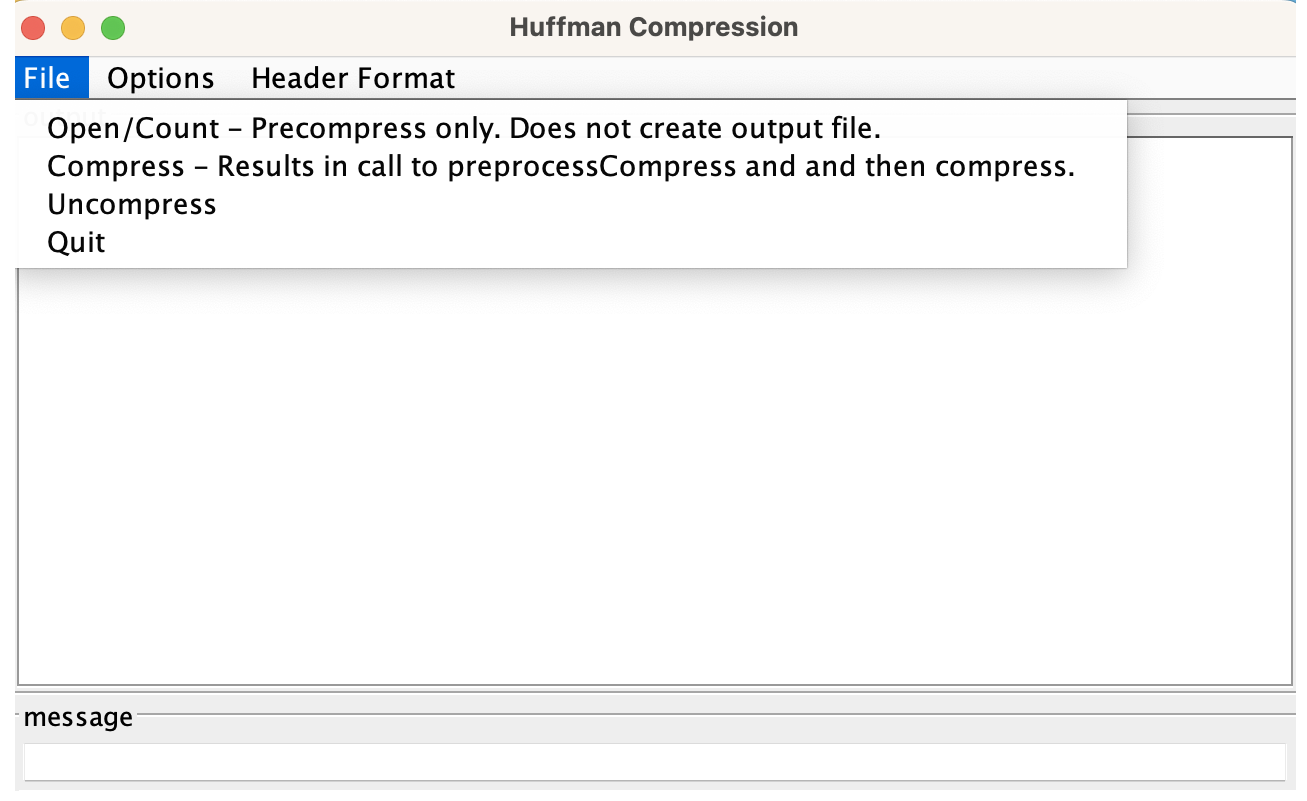 Huffman Compression
File Options Header Format
Open/Count – Precompress only. Does not create output file.
Compress – Results in call to preprocessCompress and and then compress.
Uncompress
Quit
message